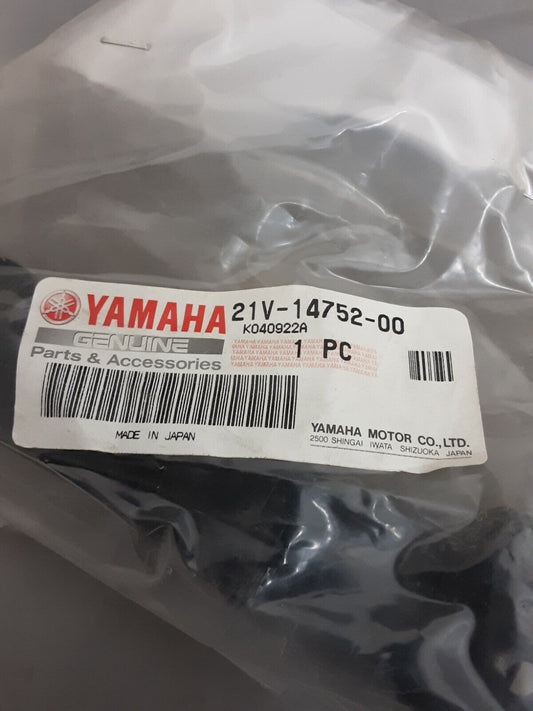 YAMAHA
GENUINE
Parts & Accessories
21V-14752-00
K040922A
1 PC
MADE IN JAPAN
YAMAHA MOTOR CO.,LTD.
2500 SHINGAI IWATA SHIZUOKA JAPAN